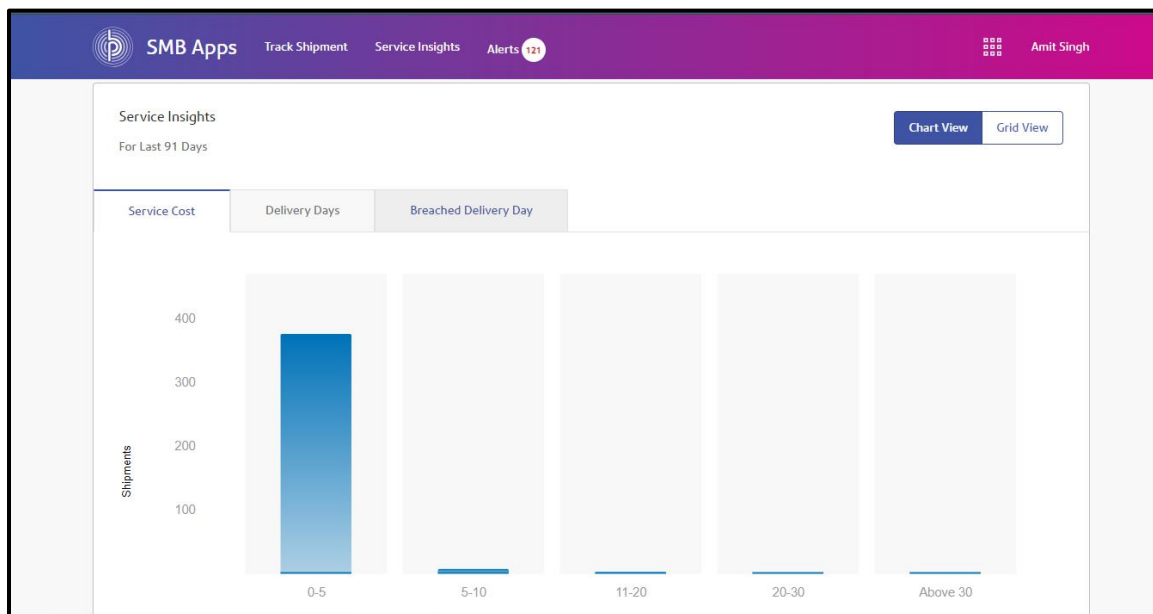 SMB Apps Track Shipment Service Insights Alerts 121 Amit Singh
Service Insights
For Last 91 Days
Chart View Grid View
Service Cost Delivery Days Breached Delivery Day
400
300
200
100
Shipments
0-5 5-10 11-20 20-30 Above 30